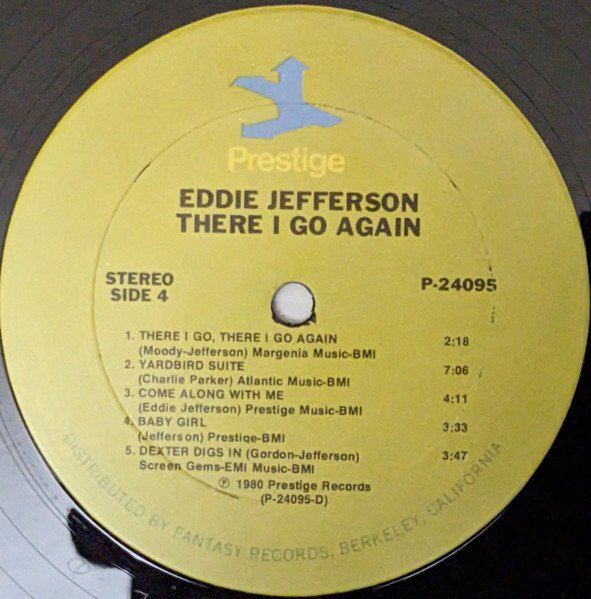 Prestige
EDDIE JEFFERSON
THERE I GO AGAIN
STEREO
SIDE 4
P-24095
1. THERE I GO, THERE I GO AGAIN 2:18
(Moody-Jefferson) Margenia Music-BMI
2. YARDBIRD SUITE 7:06
(Charlie Parker) Atlantic Music-BMI
3. COME ALONG WITH ME 4:11
(Eddie Jefferson) Prestige Music-BMI
4. BABY GIRL 3:33
(Jefferson) Prestige-BMI
5. DEXTER DIGS IN (Gordon-Jefferson) 3:47
Screen Gems-EMI Music-BMI
℗ 1980 Prestige Records
(P-24095-D)
DISTRIBUTED BY FANTASY RECORDS, BERKELEY, CALIFORNIA